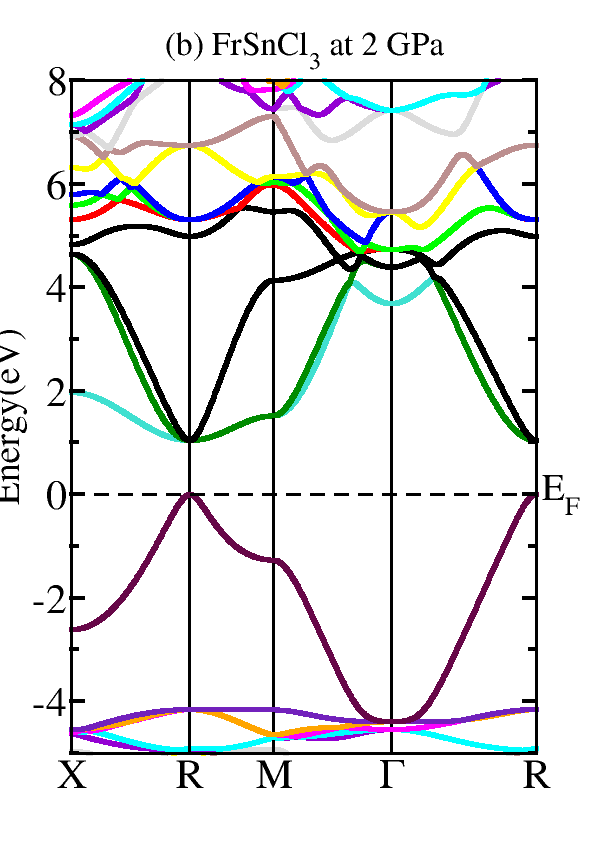 (b) FrSnCl3 at 2 GPa
Energy(eV)
8
6
4
2
0
-2
-4
EF
X R M Γ R